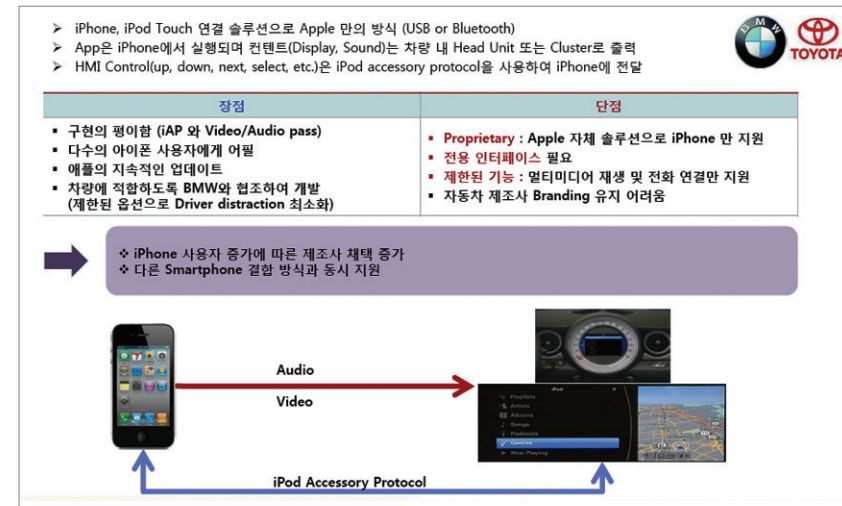 ➢ iPhone, iPod Touch 연결 솔루션으로 Apple 만의 방식 (USB or Bluetooth)
➢ App은 iPhone에서 실행되며 컨텐트(Display, Sound)는 차량 내 Head Unit 또는 Cluster로 출력
➢ HMI Control(up, down, next, select, etc.)은 iPod accessory protocol을 사용하여 iPhone에 전달
BMW
TOYOTA
장점
▪ 구현의 평이함 (iAP 와 Video/Audio pass)
▪ 다수의 아이폰 사용자에게 어필
▪ 애플의 지속적인 업데이트
▪ 차량에 적합하도록 BMW와 협조하여 개발
(제한된 옵션으로 Driver distraction 최소화)
단점
▪ Proprietary : Apple 자체 솔루션으로 iPhone 만 지원
▪ 전용 인터페이스 필요
▪ 제한된 기능 : 멀티미디어 재생 및 전화 연결만 지원
▪ 자동차 제조사 Branding 유지 어려움
❖ iPhone 사용자 증가에 따른 제조사 채택 증가
❖ 다른 Smartphone 결합 방식과 동시 지원
Audio
Video
iPod
Playlists
Artists
Albums
Songs
Podcasts
Genres
Now Playing
iPod Accessory Protocol